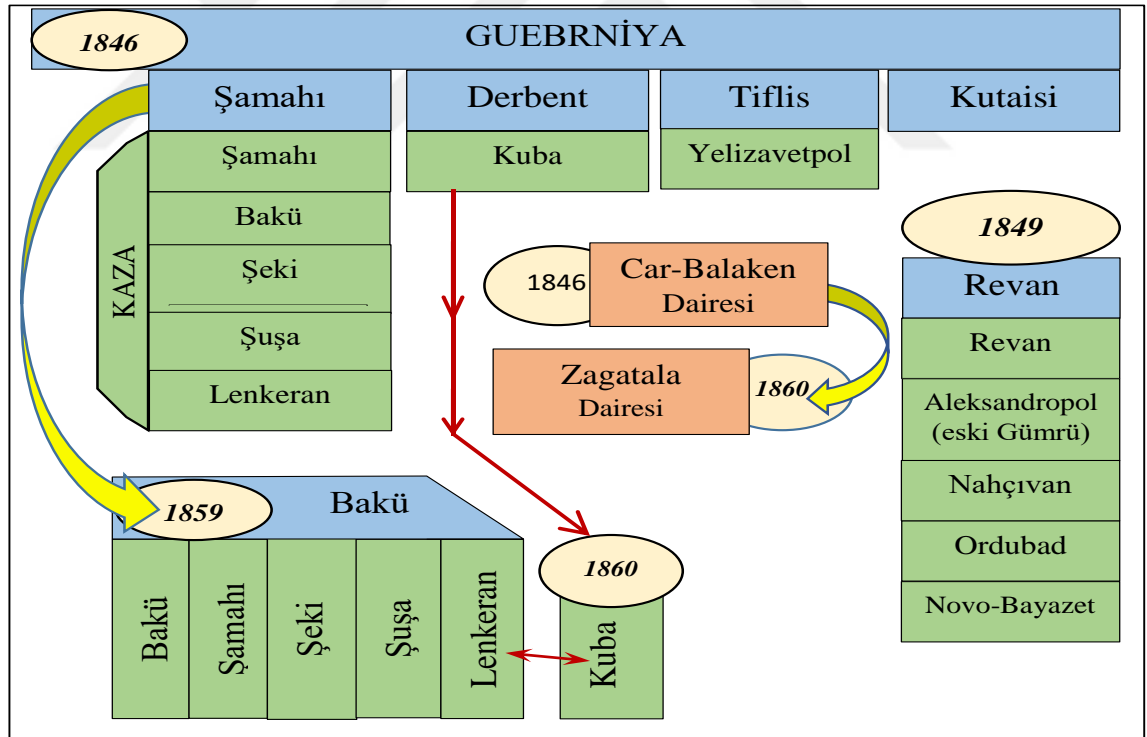 1846
GUEBRNİYA
Şamahı
Derbent
Tiflis
Kutaisi
KAZA
Şamahı
Bakü
Şeki
Şuşa
Lenkeran
Kuba
Yelizavetpol
1846
Car-Balaken
Dairesi
Zagatala
Dairesi
1860
1849
Revan
Revan
Aleksandropol
(eski Gümrü)
Nahçıvan
Ordubad
Novo-Bayazet
1859
Bakü
Bakü
Şamahı
Şeki
Şuşa
Lenkeran
1860
Kuba